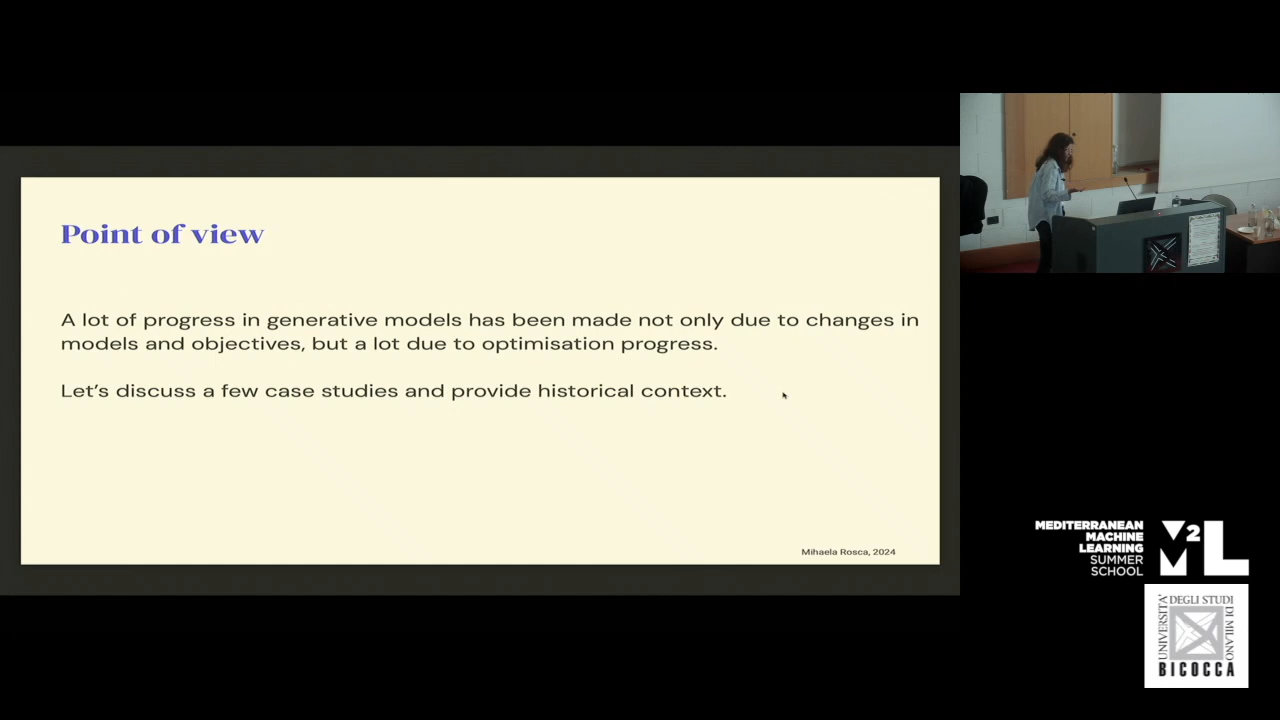 Point of view
A lot of progress in generative models has been made not only due to changes in
models and objectives, but a lot due to optimisation progress.
Let's discuss a few case studies and provide historical context.
Mihaela Rosca, 2024
MEDITERRANEAN
MACHINE
LEARNING
SUMMER
SCHOOL
M2L
UNIVERSITA'
DEGLI STUDI
DI MILANO
BICOCCA